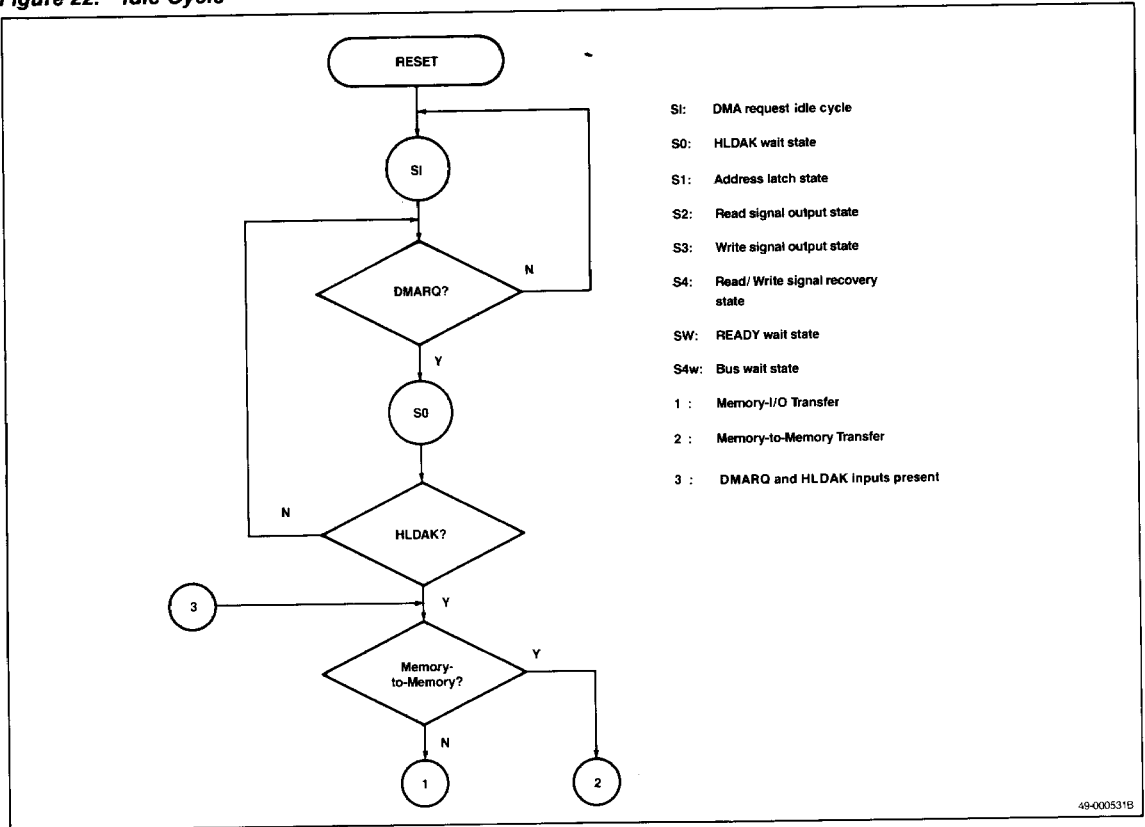 Figure 22. Idle Cycle
RESET
SI
DMARQ?
N
Y
S0
HLDAK?
N
Y
3
Memory-
to-Memory?
Y
N
1
2
SI: DMA request idle cycle
S0: HLDAK wait state
S1: Address latch state
S2: Read signal output state
S3: Write signal output state
S4: Read/Write signal recovery
state
SW: READY wait state
S4w: Bus wait state
1 : Memory-I/O Transfer
2 : Memory-to-Memory Transfer
3 : DMARQ and HLDAK inputs present
49-000531B